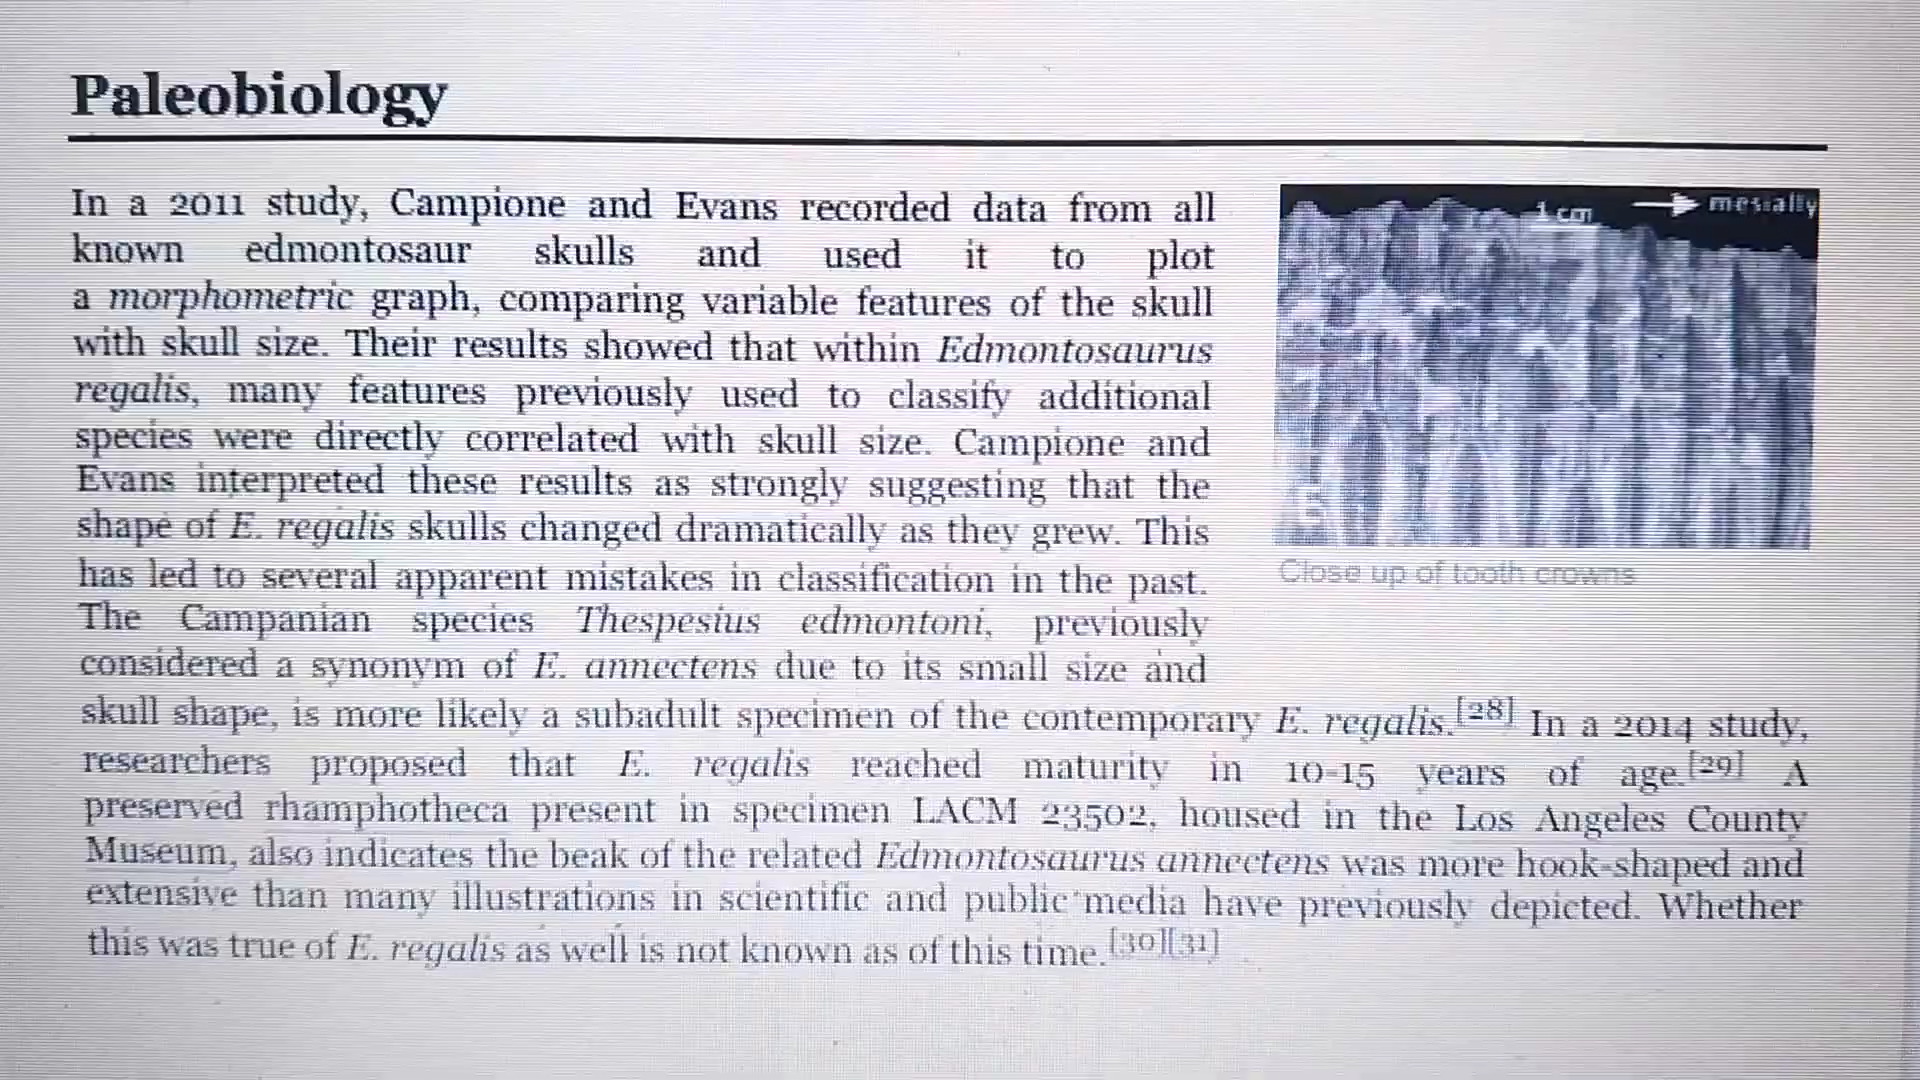 Paleobiology
In a 2011 study, Campione and Evans recorded data from all
known edmontosaur skulls and used it to plot
a morphometric graph, comparing variable features of the skull
with skull size. Their results showed that within Edmontosaurus
regalis, many features previously used to classify additional
species were directly correlated with skull size. Campione and
Evans interpreted these results as strongly suggesting that the
shape of E. regalis skulls changed dramatically as they grew. This
has led to several apparent mistakes in classification in the past.
The Campanian species Thespesius edmontoni, previously
considered a synonym of E. annectens due to its small size and
skull shape, is more likely a subadult specimen of the contemporary E. regalis.[28] In a 2014 study,
researchers proposed that E. regalis reached maturity in 10-15 years of age.[29] A
preserved rhamphotheca present in specimen LACM 23502, housed in the Los Angeles County
Museum, also indicates the beak of the related Edmontosaurus annectens was more hook-shaped and
extensive than many illustrations in scientific and public media have previously depicted. Whether
this was true of E. regalis as well is not known as of this time.[30][31]
1 cm
mesially
Close up of tooth crowns